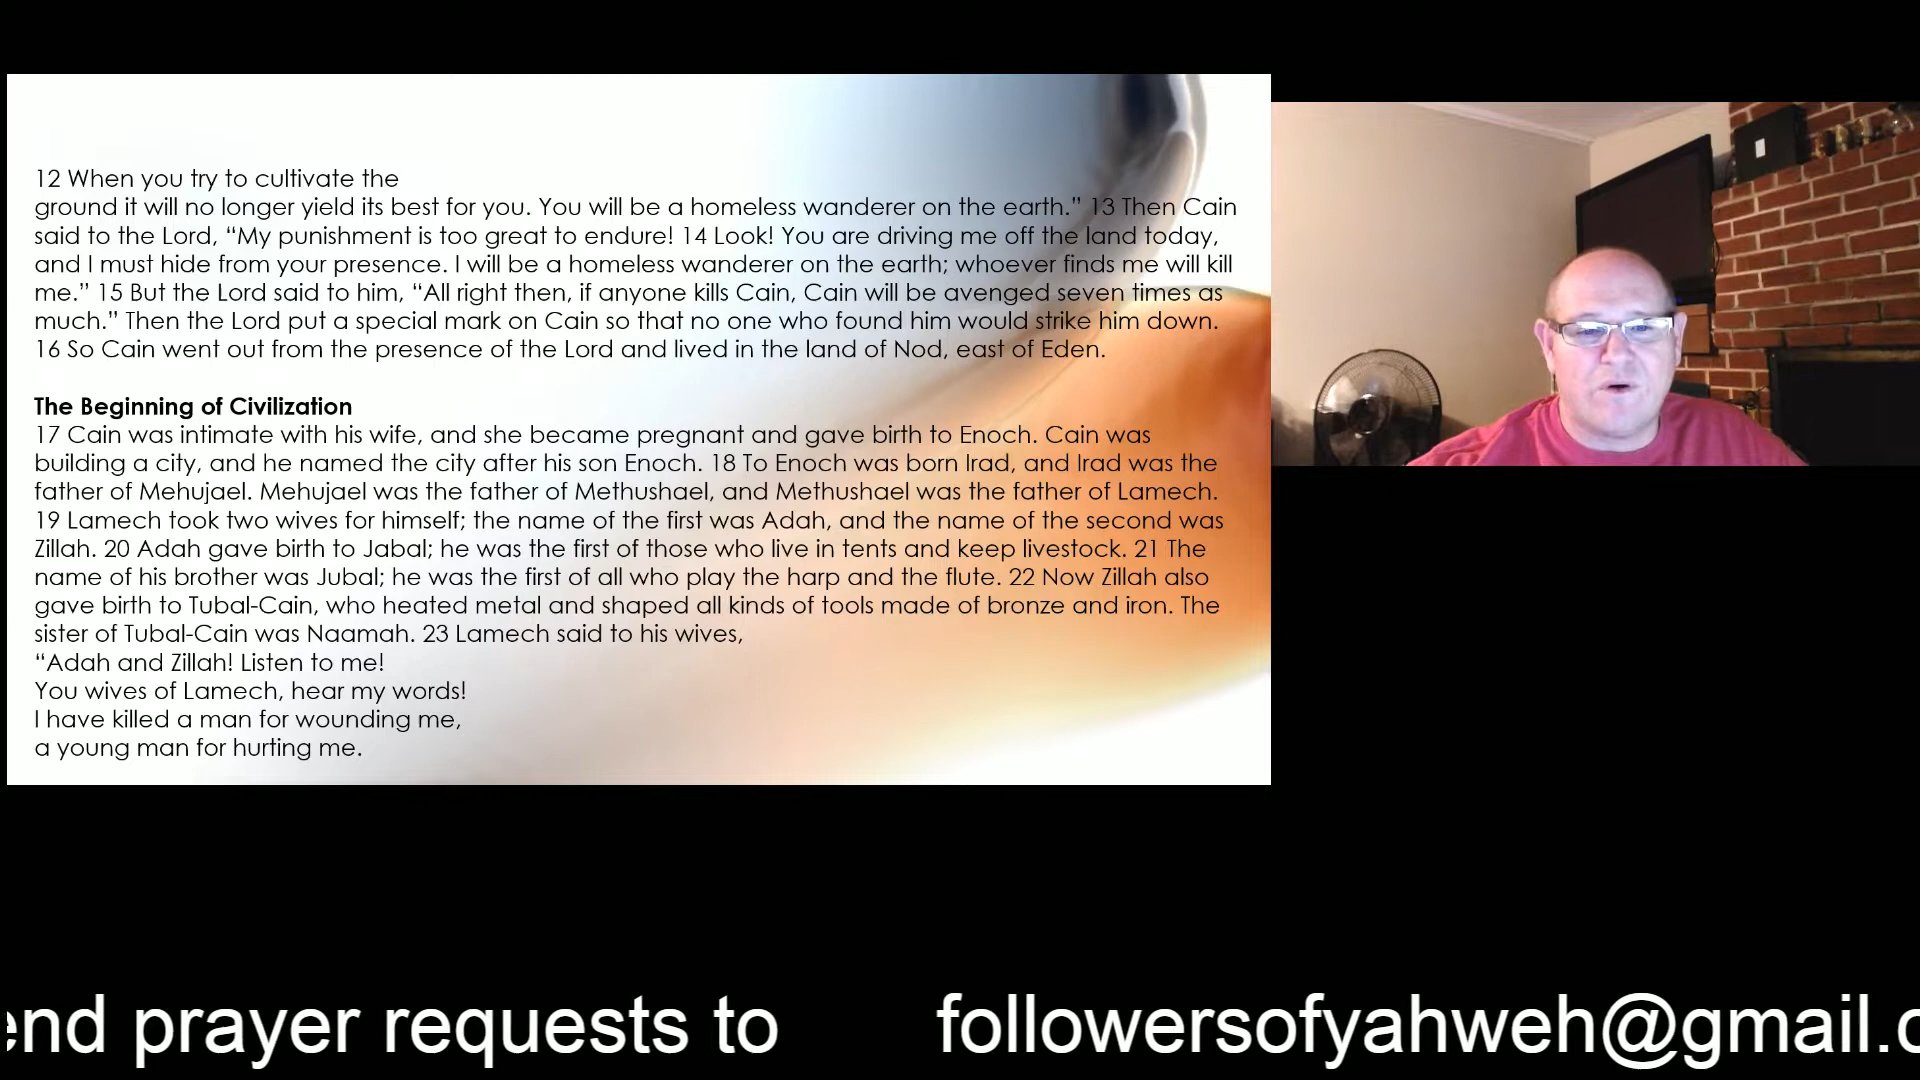 12 When you try to cultivate the
ground it will no longer yield its best for you. You will be a homeless wanderer on the earth.” 13 Then Cain
said to the Lord, “My punishment is too great to endure! 14 Look! You are driving me off the land today,
and I must hide from your presence. I will be a homeless wanderer on the earth; whoever finds me will kill
me.” 15 But the Lord said to him, “All right then, if anyone kills Cain, Cain will be avenged seven times as
much.” Then the Lord put a special mark on Cain so that no one who found him would strike him down.
16 So Cain went out from the presence of the Lord and lived in the land of Nod, east of Eden.
The Beginning of Civilization
17 Cain was intimate with his wife, and she became pregnant and gave birth to Enoch. Cain was
building a city, and he named the city after his son Enoch. 18 To Enoch was born Irad, and Irad was the
father of Mehujael. Mehujael was the father of Methushael, and Methushael was the father of Lamech.
19 Lamech took two wives for himself; the name of the first was Adah, and the name of the second was
Zillah. 20 Adah gave birth to Jabal; he was the first of those who live in tents and keep livestock. 21 The
name of his brother was Jubal; he was the first of all who play the harp and the flute. 22 Now Zillah also
gave birth to Tubal-Cain, who heated metal and shaped all kinds of tools made of bronze and iron. The
sister of Tubal-Cain was Naamah. 23 Lamech said to his wives,
“Adah and Zillah! Listen to me!
You wives of Lamech, hear my words!
I have killed a man for wounding me,
a young man for hurting me.
end prayer requests to followersofyahweh@gmail.c